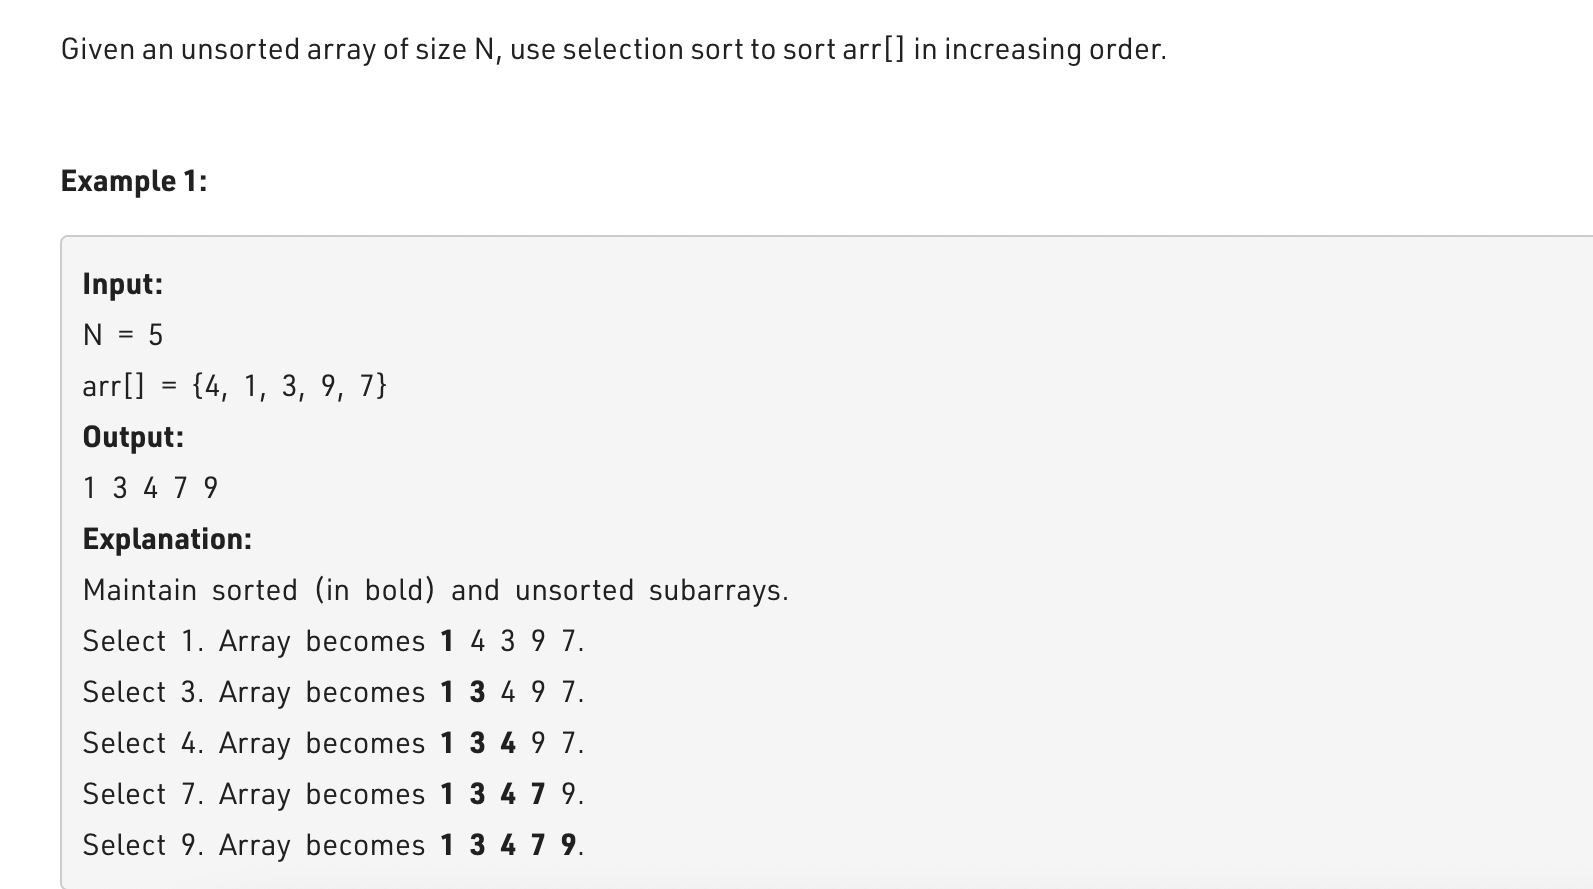 Given an unsorted array of size N, use selection sort to sort arr[] in increasing order.
Example 1:
Input:
N = 5
arr[] = {4, 1, 3, 9, 7}
Output:
1 3 4 7 9
Explanation:
Maintain sorted (in bold) and unsorted subarrays.
Select 1. Array becomes 1 4 3 9 7.
Select 3. Array becomes 1 3 4 9 7.
Select 4. Array becomes 1 3 4 9 7.
Select 7. Array becomes 1 3 4 7 9.
Select 9. Array becomes 1 3 4 7 9.